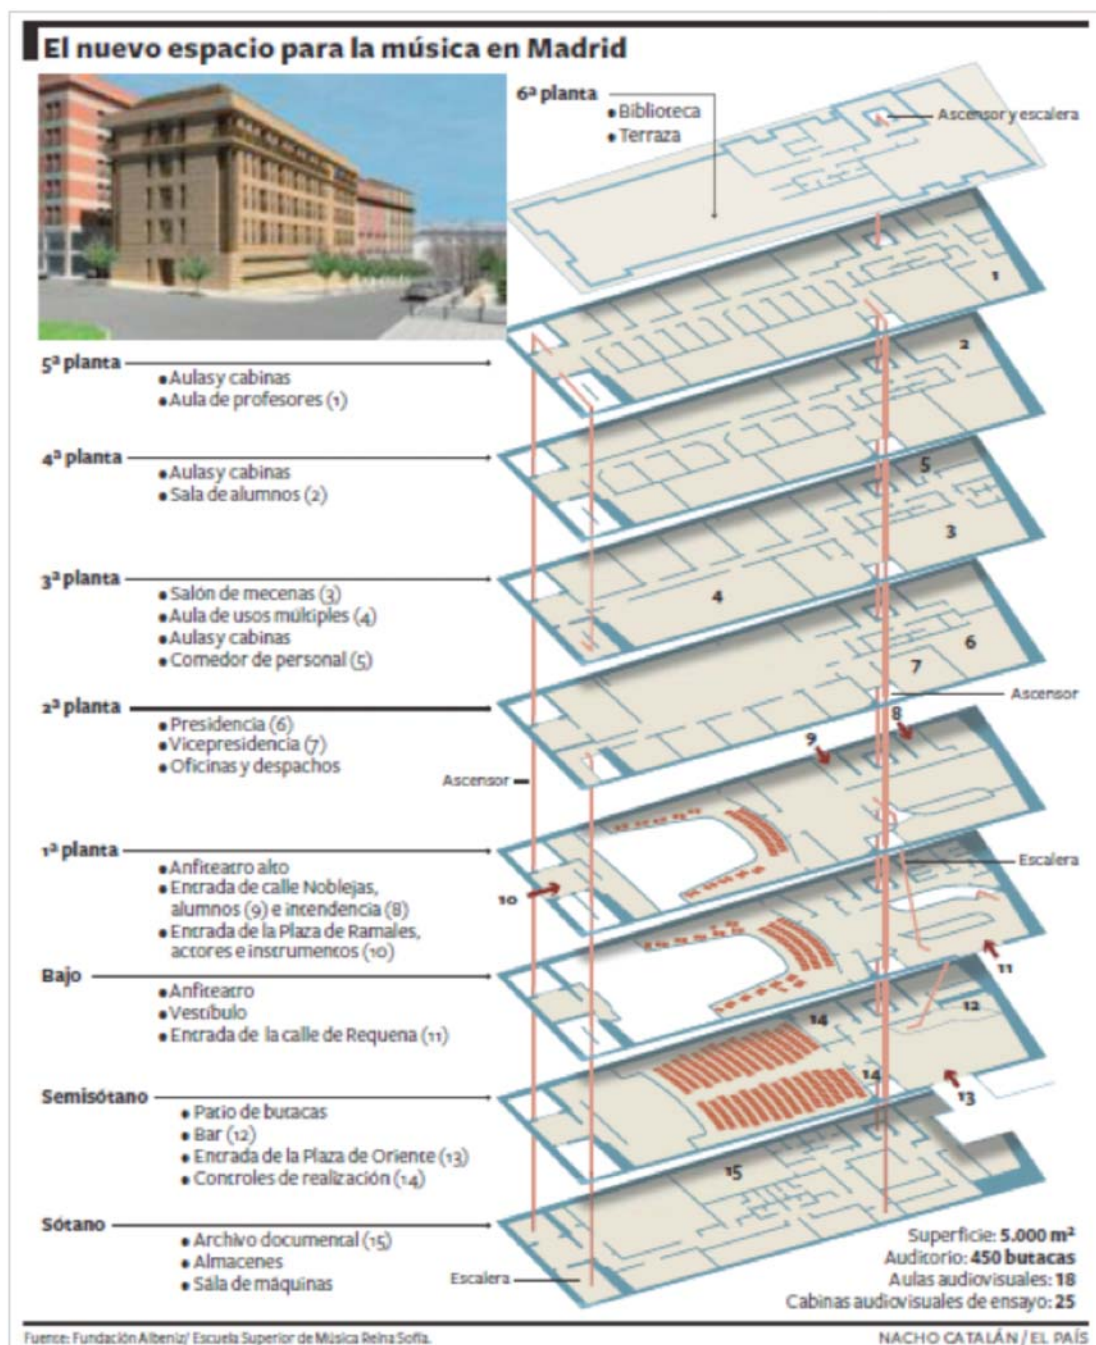 El nuevo espacio para la música en Madrid
6ª planta
● Biblioteca
● Terraza
Ascensor y escalera
1
5ª planta
● Aulas y cabinas
● Aula de profesores (1)
2
4ª planta
● Aulas y cabinas
● Sala de alumnos (2)
5
3
4
3ª planta
● Salón de mecenas (3)
● Aula de usos múltiples (4)
● Aulas y cabinas
● Comedor de personal (5)
6
7
2ª planta
● Presidencia (6)
● Vicepresidencia (7)
● Oficinas y despachos
Ascensor
Ascensor
8
9
1ª planta
● Anfiteatro alto
● Entrada de calle Noblejas,
alumnos (9) e intendencia (8)
● Entrada de la Plaza de Ramales,
actores e instrumentos (10)
10
Escalera
Bajo
● Anfiteatro
● Vestíbulo
● Entrada de la calle de Requena (11)
11
12
14
14
13
Semisótano
● Patio de butacas
● Bar (12)
● Entrada de la Plaza de Oriente (13)
● Controles de realización (14)
15
Sótano
● Archivo documental (15)
● Almacenes
● Sála de máquinas
Escalera
Superficie: 5.000 m²
Auditorio: 450 butacas
Aulas audiovisuales: 18
Cabinas audiovisuales de ensayo: 25
Fuente: Fundación Albeniz/ Escuela Superior de Música Reina Sofía.
NACHO CATALÁN / EL PAÍS